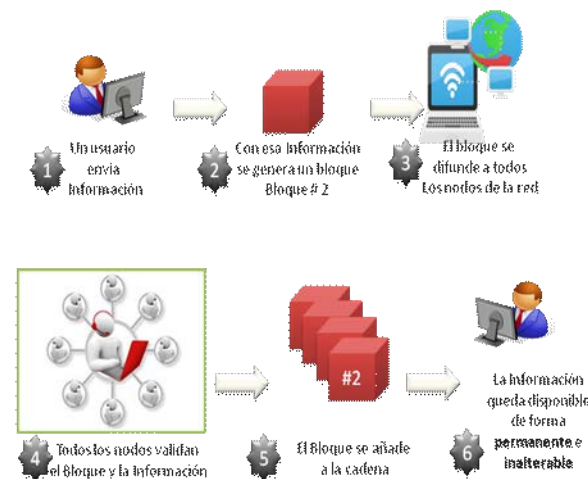 1
Un usuario
envia
Información
2
Con esa Información
se genera un bloque
Bloque # 2
3
El bloque se
difunde a todos
Los nodos de la red
4
Todos los nodos validan
el Bloque y la Información
#2
5
El Bloque se añade
a la cadena
6
La Información
queda disponible
de forma
permanente e
inalterable